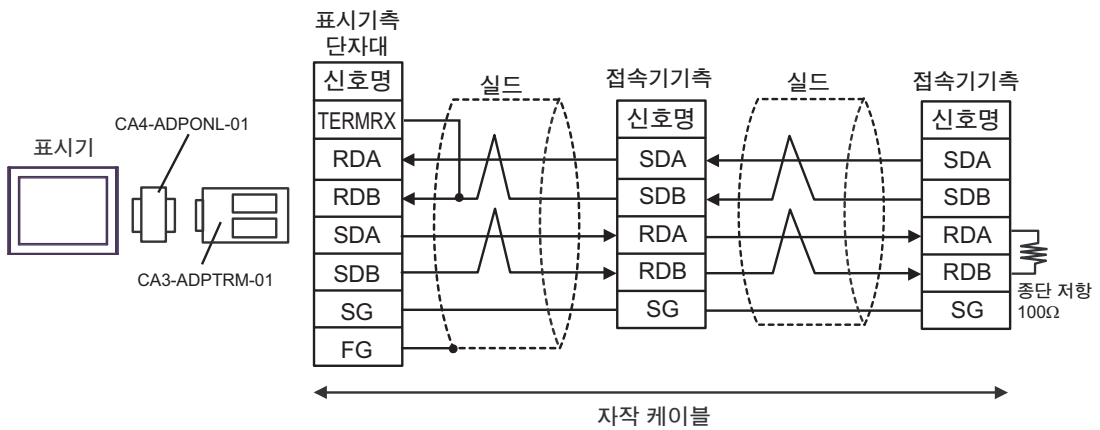 표시기
CA4-ADPONL-01
CA3-ADPTRM-01
표시기측
단자대
신호명
TERMRX
RDA
RDB
SDA
SDB
SG
FG
실드
접속기기측
신호명
SDA
SDB
RDA
RDB
SG
실드
접속기기측
신호명
SDA
SDB
RDA
RDB
SG
종단 저항
100Ω
자작 케이블